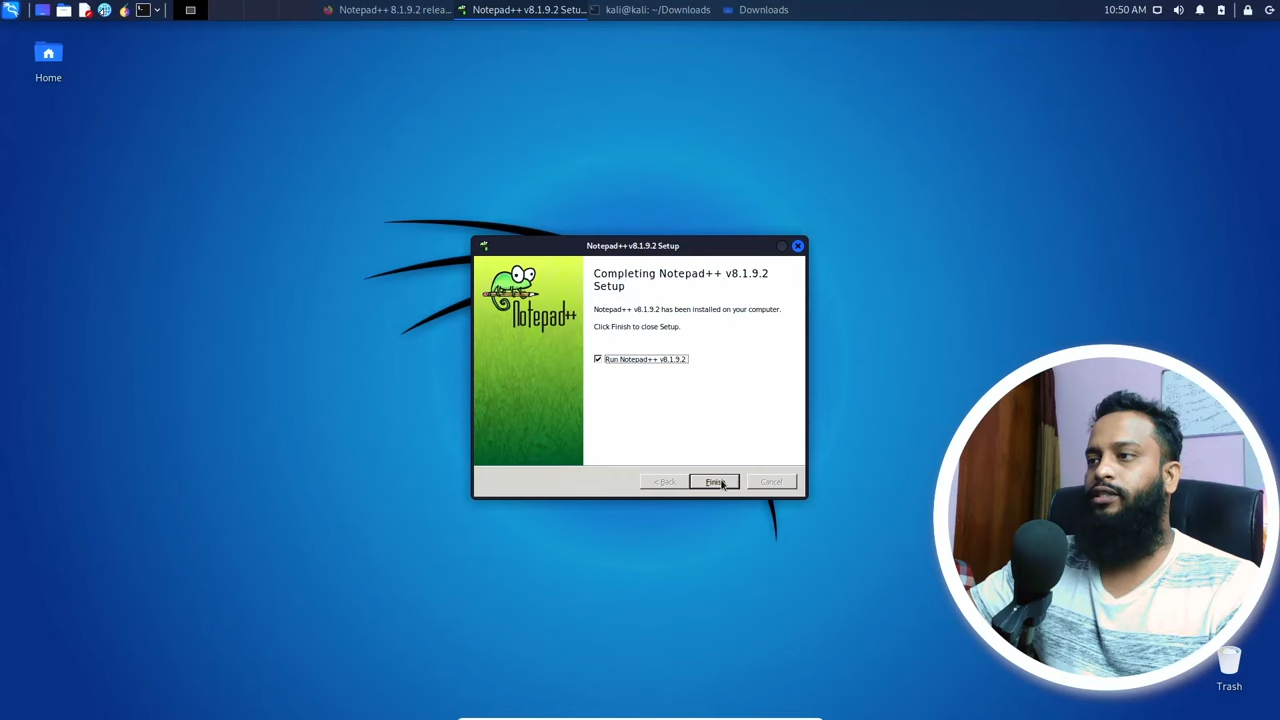 Notepad++ 8.1.9.2 relea...
Notepad++ v8.1.9.2 Setu...
kali@kali: ~/Downloads
Downloads
10:50 AM
Home
Notepad++ v8.1.9.2 Setup
Completing Notepad++ v8.1.9.2
Setup
Notepad++ v8.1.9.2 has been installed on your computer.
Click Finish to close Setup.
Notepad++
Run Notepad++ v8.1.9.2
< Back
Finish
Cancel
Trash